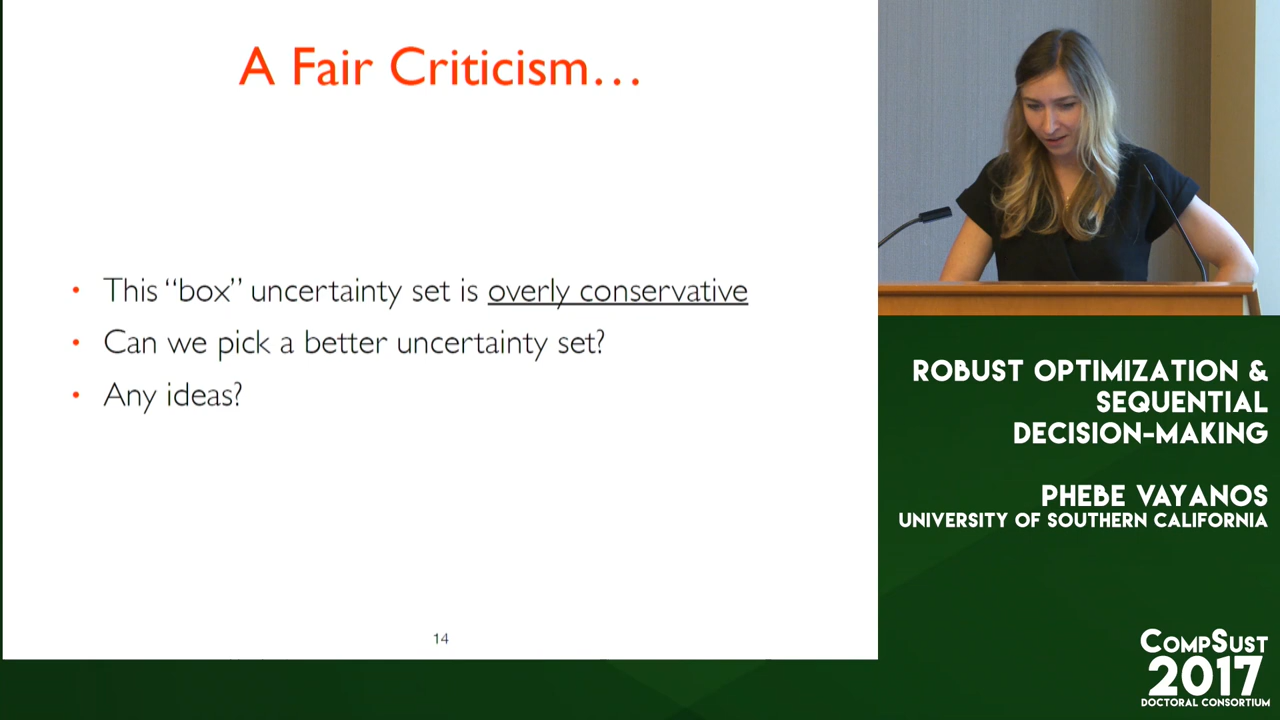 A Fair Criticism…
• This “box” uncertainty set is overly conservative
• Can we pick a better uncertainty set?
• Any ideas?
14
ROBUST OPTIMIZATION &
SEQUENTIAL
DECISION-MAKING
PHEBE VAYANOS
UNIVERSITY OF SOUTHERN CALIFORNIA
COMPSUST
2017
DOCTORAL CONSORTIUM